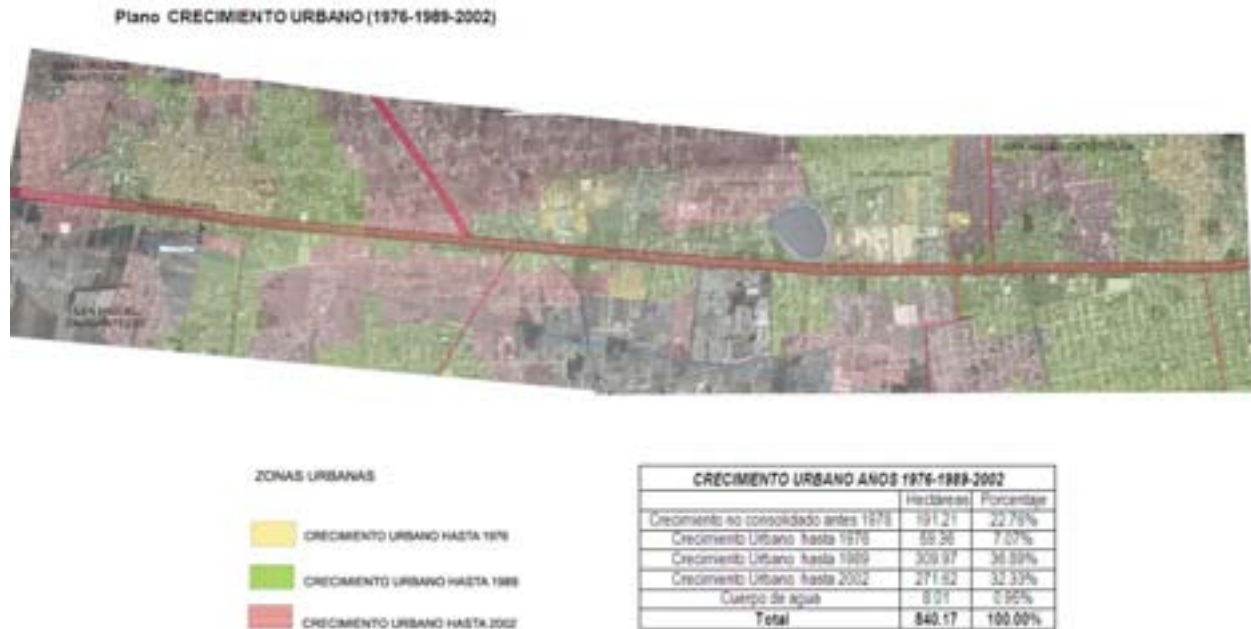 Plano CRECIMIENTO URBANO (1976-1989-2002)
ZONAS URBANAS
CRECIMIENTO URBANO HASTA 1976
CRECIMIENTO URBANO HASTA 1989
CRECIMIENTO URBANO HASTA 2002
CRECIMIENTO URBANO AÑOS 1976-1989-2002
Hectáreas Porcentaje
Crecimiento no consolidado antes 1976 191.21 22.76%
Crecimiento Urbano hasta 1976 59.36 7.07%
Crecimiento Urbano hasta 1989 309.97 36.89%
Crecimiento Urbano hasta 2002 271.62 32.33%
Cuerpo de agua 8.01 0.95%
Total 840.17 100.00%